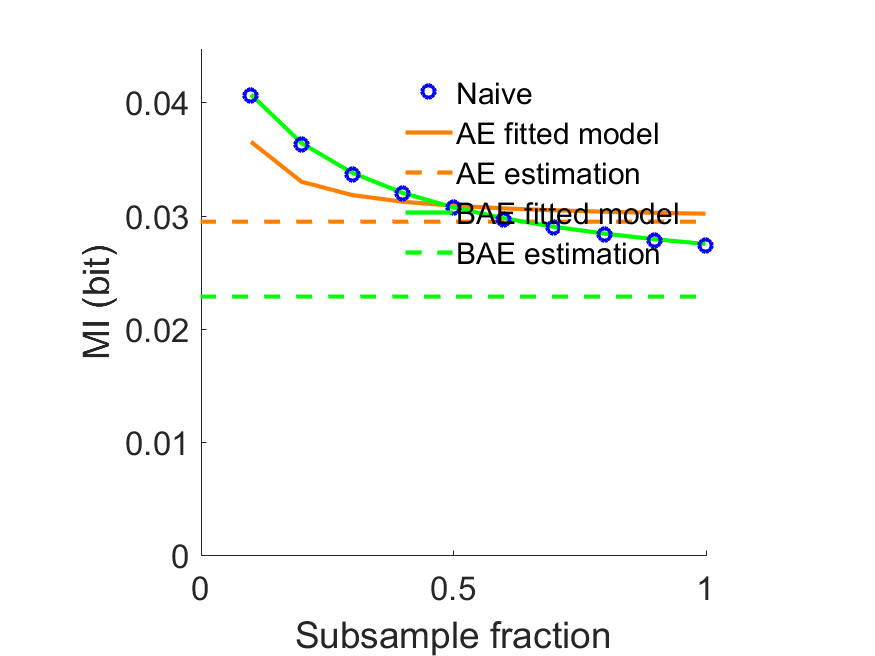 0.04
0.03
0.02
0.01
0
MI (bit)
Naive
AE fitted model
AE estimation
BAE fitted model
BAE estimation
0 0.5 1
Subsample fraction